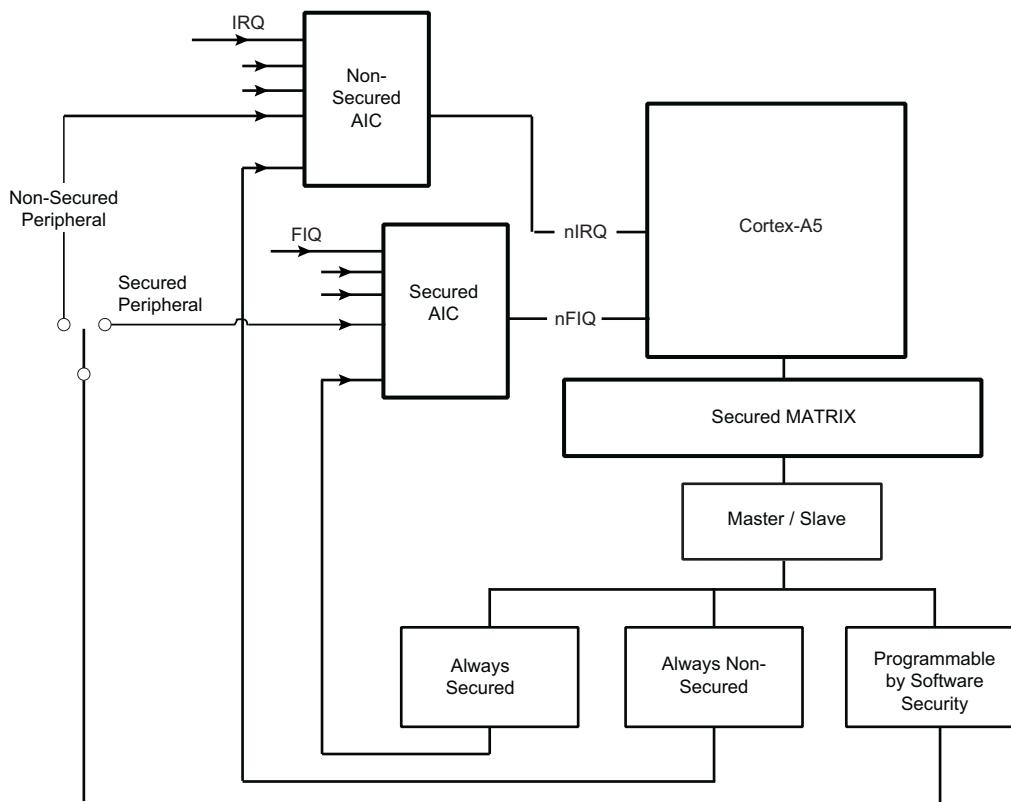 IRQ
Non-
Secured
AIC
Non-Secured
Peripheral
nIRQ
Cortex-A5
FIQ
Secured
Peripheral
Secured
AIC
nFIQ
Secured MATRIX
Master / Slave
Always
Secured
Always Non-
Secured
Programmable
by Software
Security